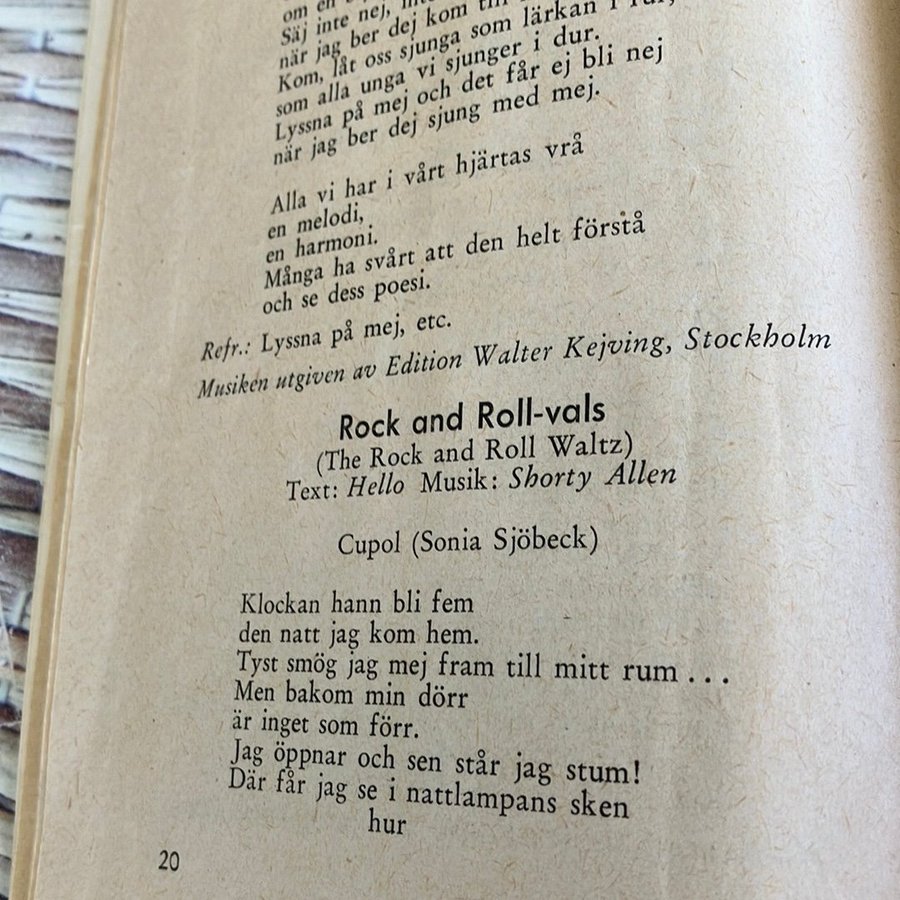 om en
Säj inte nej,
när jag ber dej kom till
Kom, låt oss sjunga som lärkan i
som alla unga vi sjunger i dur.
Lyssna på mej och det får ej bli nej
när jag ber dej sjung med mej.
Alla vi har i vårt hjärtas vrå
en melodi,
en harmoni.
Många ha svårt att den helt förstå
och se dess poesi.
Refr.: Lyssna på mej, etc.
Musiken utgiven av Edition Walter Kejving, Stockholm
Rock and Roll-vals
(The Rock and Roll Waltz)
Text: Hello Musik: Shorty Allen
Cupol (Sonia Sjöbeck)
Klockan hann bli fem
den natt jag kom hem.
Tyst smög jag mej fram till mitt rum . . .
Men bakom min dörr
är inget som förr.
Jag öppnar och sen står jag stum!
Där får jag se i nattlampans sken
hur
20